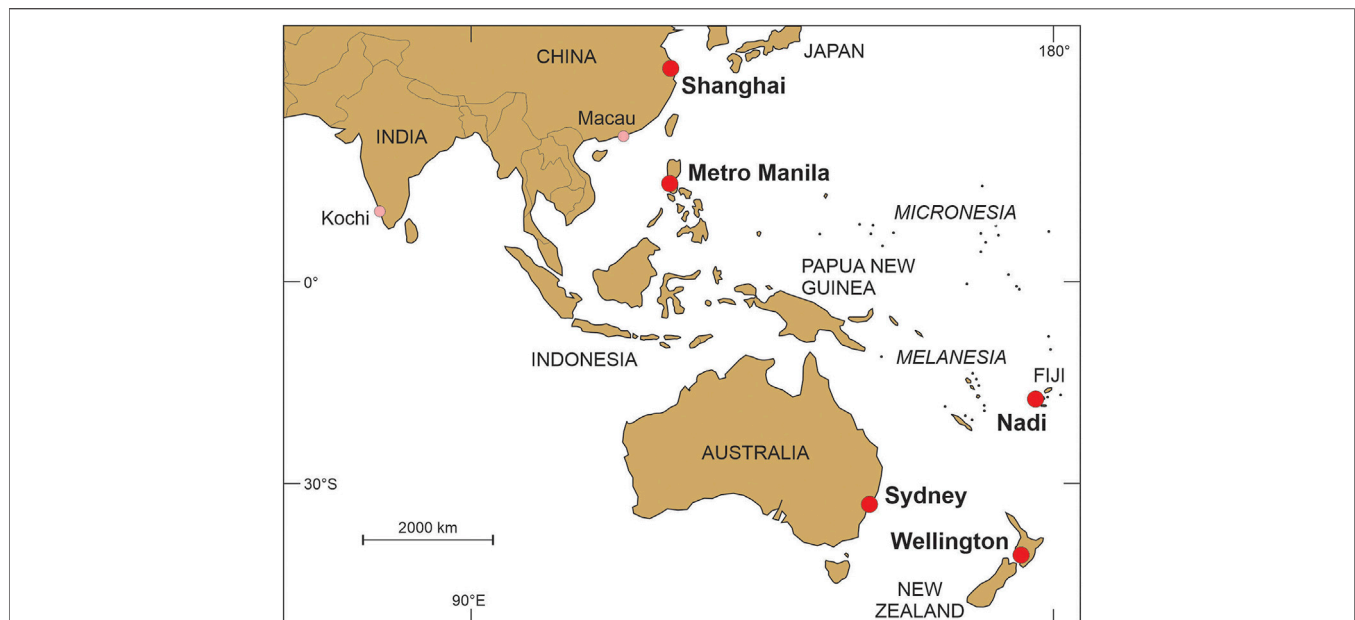 CHINA
JAPAN
180°
Shanghai
Macau
INDIA
Metro Manila
Kochi
MICRONESIA
PAPUA NEW
GUINEA
0°
INDONESIA
MELANESIA
FIJI
Nadi
AUSTRALIA
30°S
Sydney
2000 km
Wellington
NEW
ZEALAND
90°E